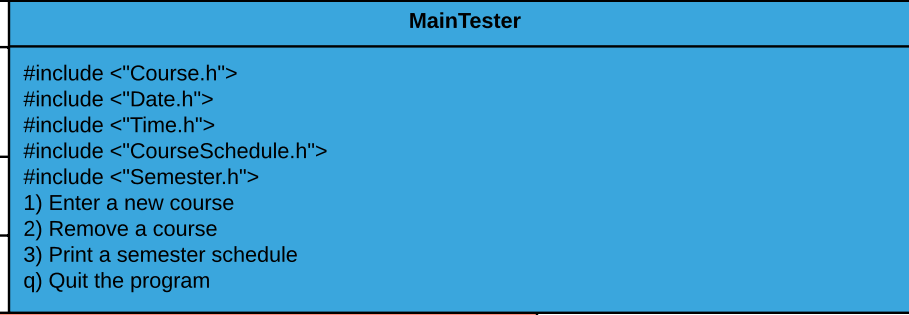 MainTester
#include <"Course.h">
#include <"Date.h">
#include <"Time.h">
#include <"CourseSchedule.h">
#include <"Semester.h">
1) Enter a new course
2) Remove a course
3) Print a semester schedule
q) Quit the program